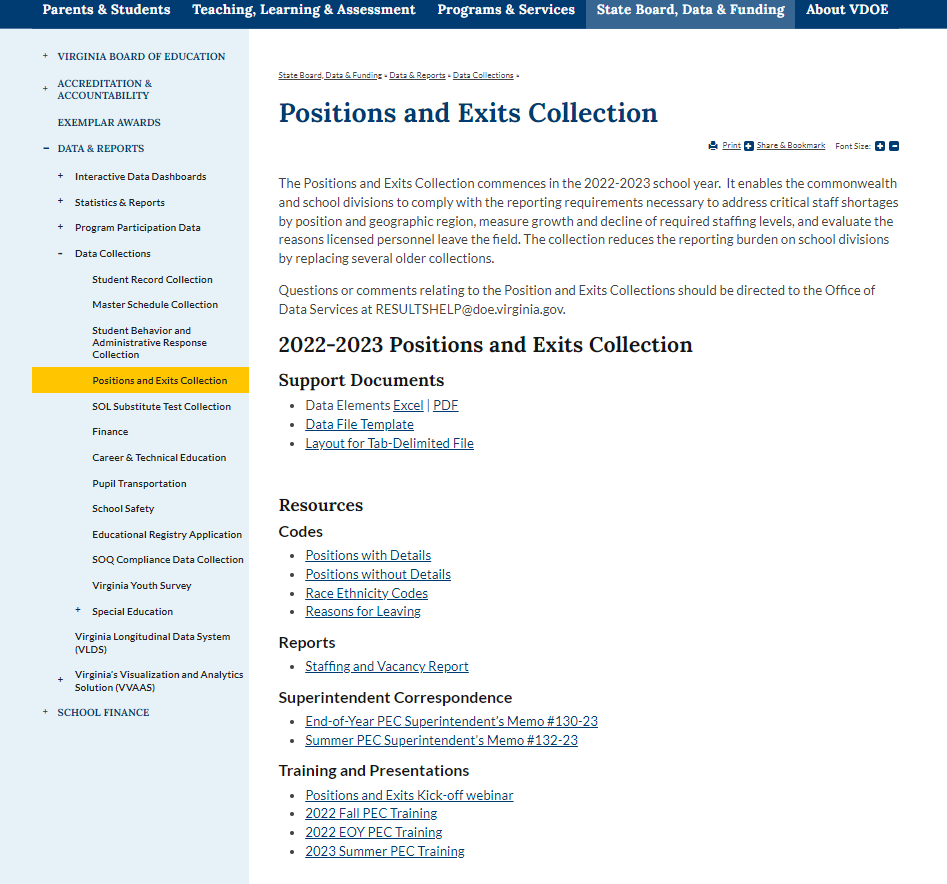 Parents & Students Teaching, Learning & Assessment Programs & Services State Board, Data & Funding About VDOE
+ VIRGINIA BOARD OF EDUCATION
+ ACCREDITATION &
ACCOUNTABILITY
EXEMPLAR AWARDS
− DATA & REPORTS
+ Interactive Data Dashboards
+ Statistics & Reports
+ Program Participation Data
− Data Collections
Student Record Collection
Master Schedule Collection
Student Behavior and
Administrative Response
Collection
Positions and Exits Collection
SOL Substitute Test Collection
Finance
Career & Technical Education
Pupil Transportation
School Safety
Educational Registry Application
SOQ Compliance Data Collection
Virginia Youth Survey
+ Special Education
Virginia Longitudinal Data System
(VLDS)
+ Virginia's Visualization and Analytics
Solution (VVAAS)
+ SCHOOL FINANCE
State Board, Data & Funding » Data & Reports » Data Collections »
Positions and Exits Collection
Print Share & Bookmark Font Size: + −
The Positions and Exits Collection commences in the 2022-2023 school year. It enables the commonwealth
and school divisions to comply with the reporting requirements necessary to address critical staff shortages
by position and geographic region, measure growth and decline of required staffing levels, and evaluate the
reasons licensed personnel leave the field. The collection reduces the reporting burden on school divisions
by replacing several older collections.
Questions or comments relating to the Position and Exits Collections should be directed to the Office of
Data Services at RESULTSHELP@doe.virginia.gov.
2022-2023 Positions and Exits Collection
Support Documents
• Data Elements Excel | PDF
• Data File Template
• Layout for Tab-Delimited File
Resources
Codes
• Positions with Details
• Positions without Details
• Race Ethnicity Codes
• Reasons for Leaving
Reports
• Staffing and Vacancy Report
Superintendent Correspondence
• End-of-Year PEC Superintendent's Memo #130-23
• Summer PEC Superintendent's Memo #132-23
Training and Presentations
• Positions and Exits Kick-off webinar
• 2022 Fall PEC Training
• 2022 EOY PEC Training
• 2023 Summer PEC Training